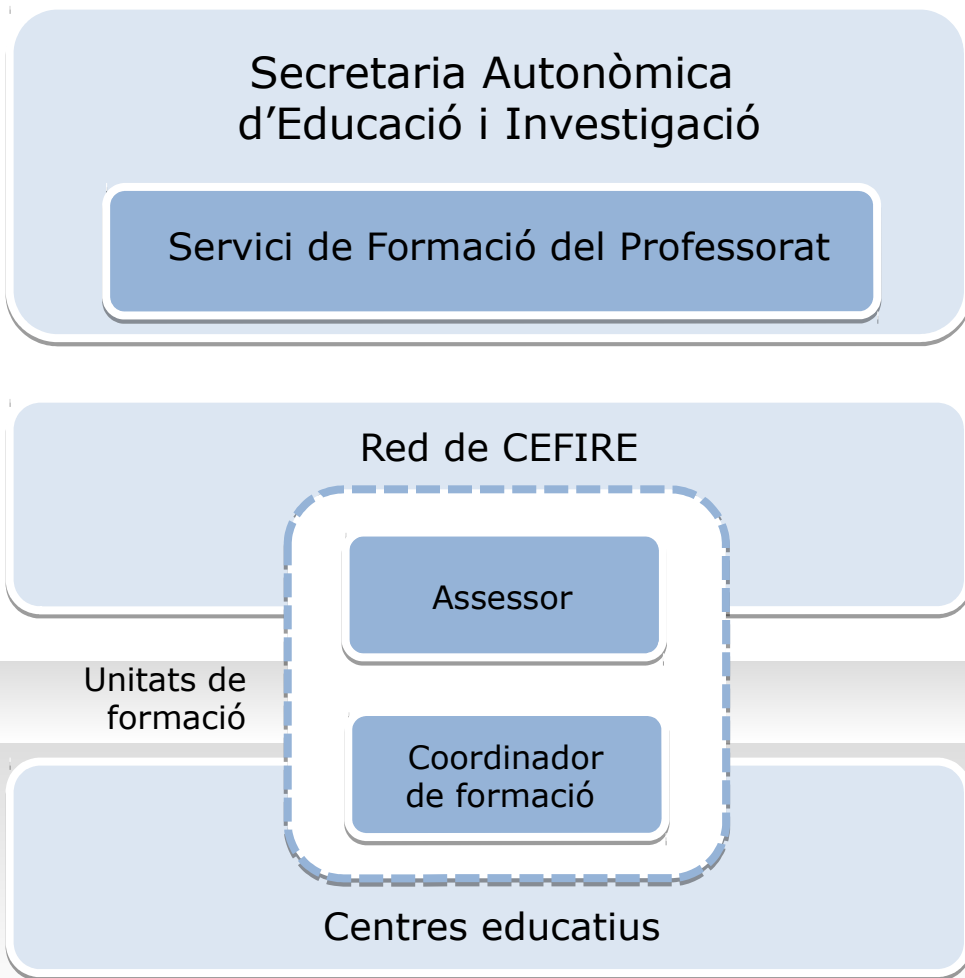 Secretaria Autonòmica
d’Educació i Investigació
Servici de Formació del Professorat
Red de CEFIRE
Assessor
Unitats de
formació
Coordinador
de formació
Centres educatius